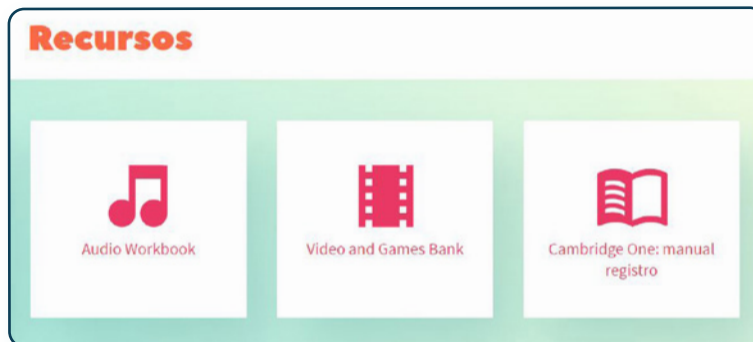 Recursos
Audio Workbook
Video and Games Bank
Cambridge One: manual
registro